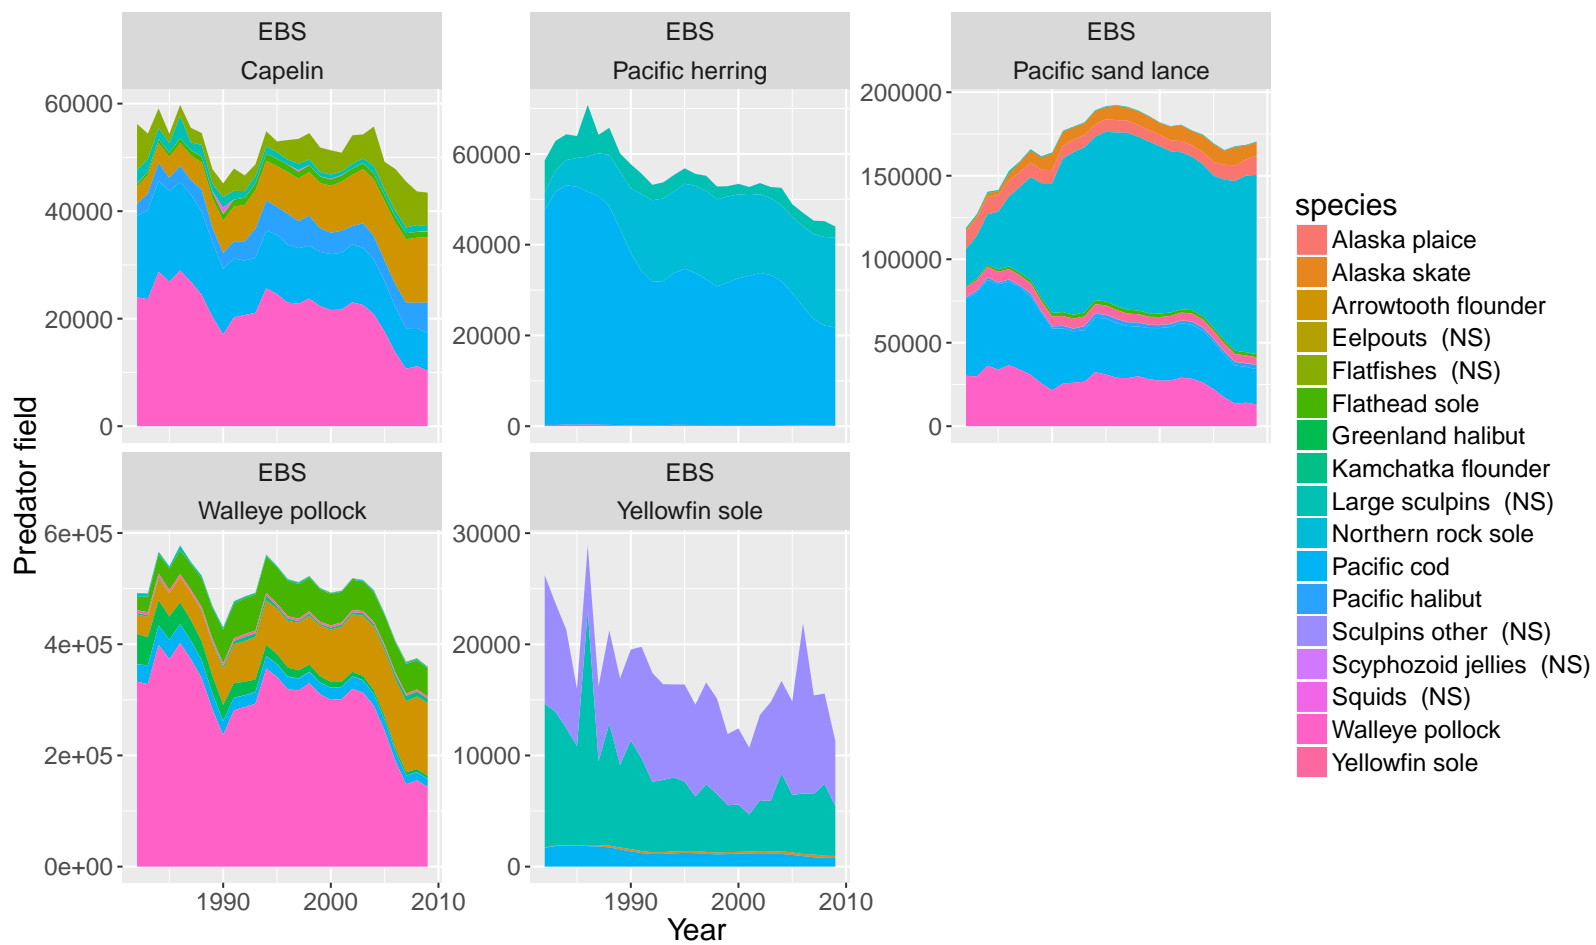 EBS
Capelin
EBS
Pacific herring
EBS
Pacific sand lance
60000
40000
20000
0
60000
40000
20000
0
200000
150000
100000
50000
0
Predator field
EBS
Walleye pollock
EBS
Yellowfin sole
6e+05
4e+05
2e+05
0e+00
30000
20000
10000
0
1990
2000
2010
1990
2000
2010
Year
species
Alaska plaice
Alaska skate
Arrowtooth flounder
Eelpouts (NS)
Flatfishes (NS)
Flathead sole
Greenland halibut
Kamchatka flounder
Large sculpins (NS)
Northern rock sole
Pacific cod
Pacific halibut
Sculpins other (NS)
Scyphozoid jellies (NS)
Squids (NS)
Walleye pollock
Yellowfin sole